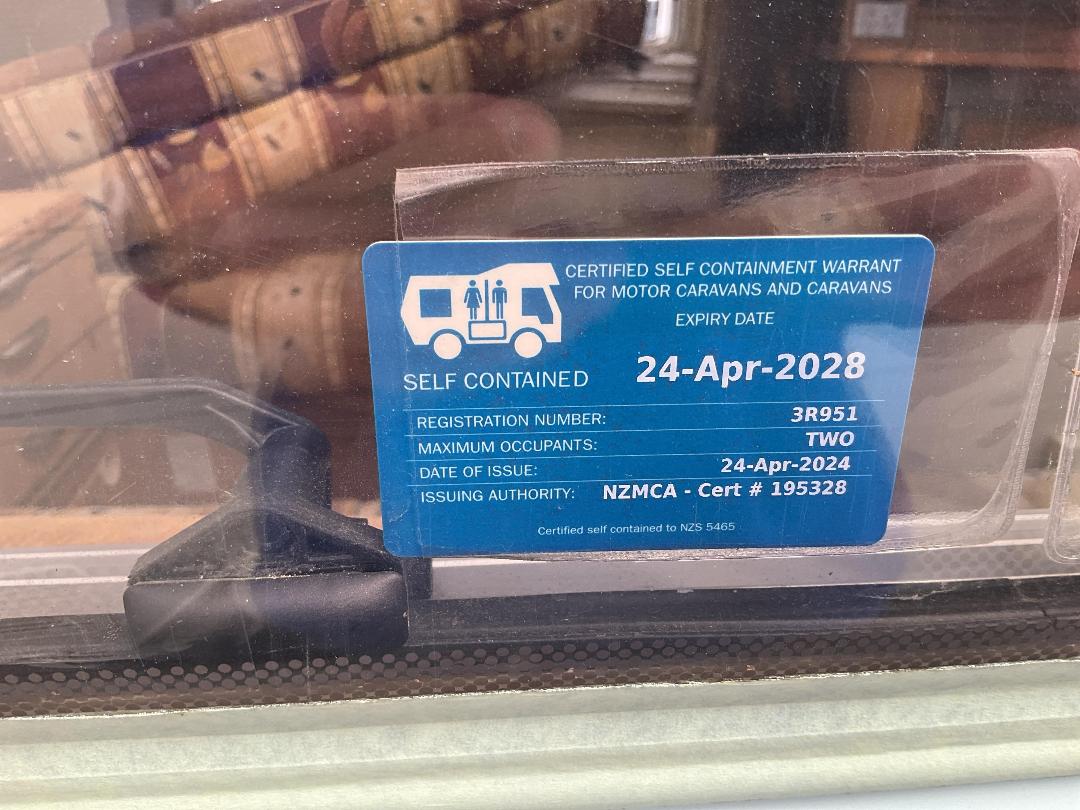 CERTIFIED SELF CONTAINMENT WARRANT
FOR MOTOR CARAVANS AND CARAVANS
EXPIRY DATE
24-Apr-2028
SELF CONTAINED
REGISTRATION NUMBER: 3R951
MAXIMUM OCCUPANTS: TWO
DATE OF ISSUE: 24-Apr-2024
ISSUING AUTHORITY: NZMCA - Cert # 195328
Certified self contained to NZS 5465